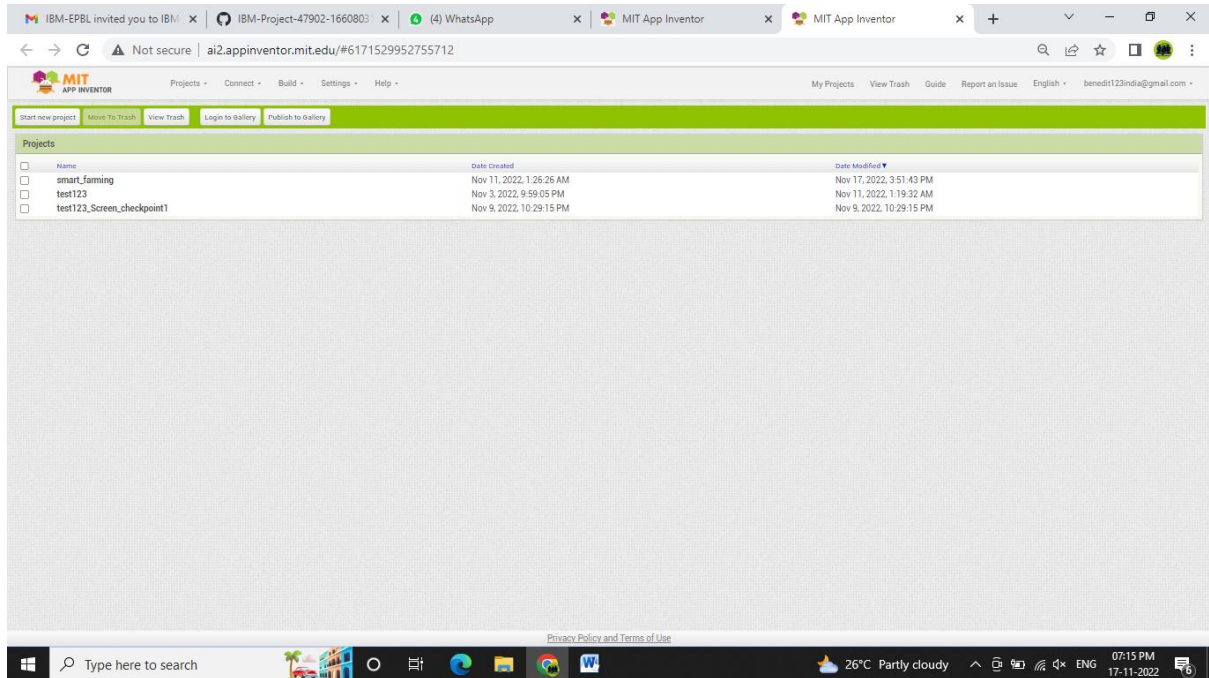 IBM-EPBL invited you to IBM
IBM-Project-47902-1660803
(4) WhatsApp
MIT App Inventor
MIT App Inventor
Not secure | ai2.appinventor.mit.edu/#6171529952755712
MIT
APP INVENTOR
Projects Connect Build Settings Help
My Projects View Trash Guide Report an Issue English benedit123india@gmail.com
Start new project Move To Trash View Trash Login to Gallery Publish to Gallery
Projects
Name Date Created Date Modified▼
smart_farming Nov 11, 2022, 1:26:26 AM Nov 17, 2022, 3:51:43 PM
test123 Nov 3, 2022, 9:59:05 PM Nov 11, 2022, 1:19:32 AM
test123_Screen_checkpoint1 Nov 9, 2022, 10:29:15 PM Nov 9, 2022, 10:29:15 PM
Privacy Policy and Terms of Use
Type here to search 26°C Partly cloudy ENG 07:15 PM
17-11-2022 6